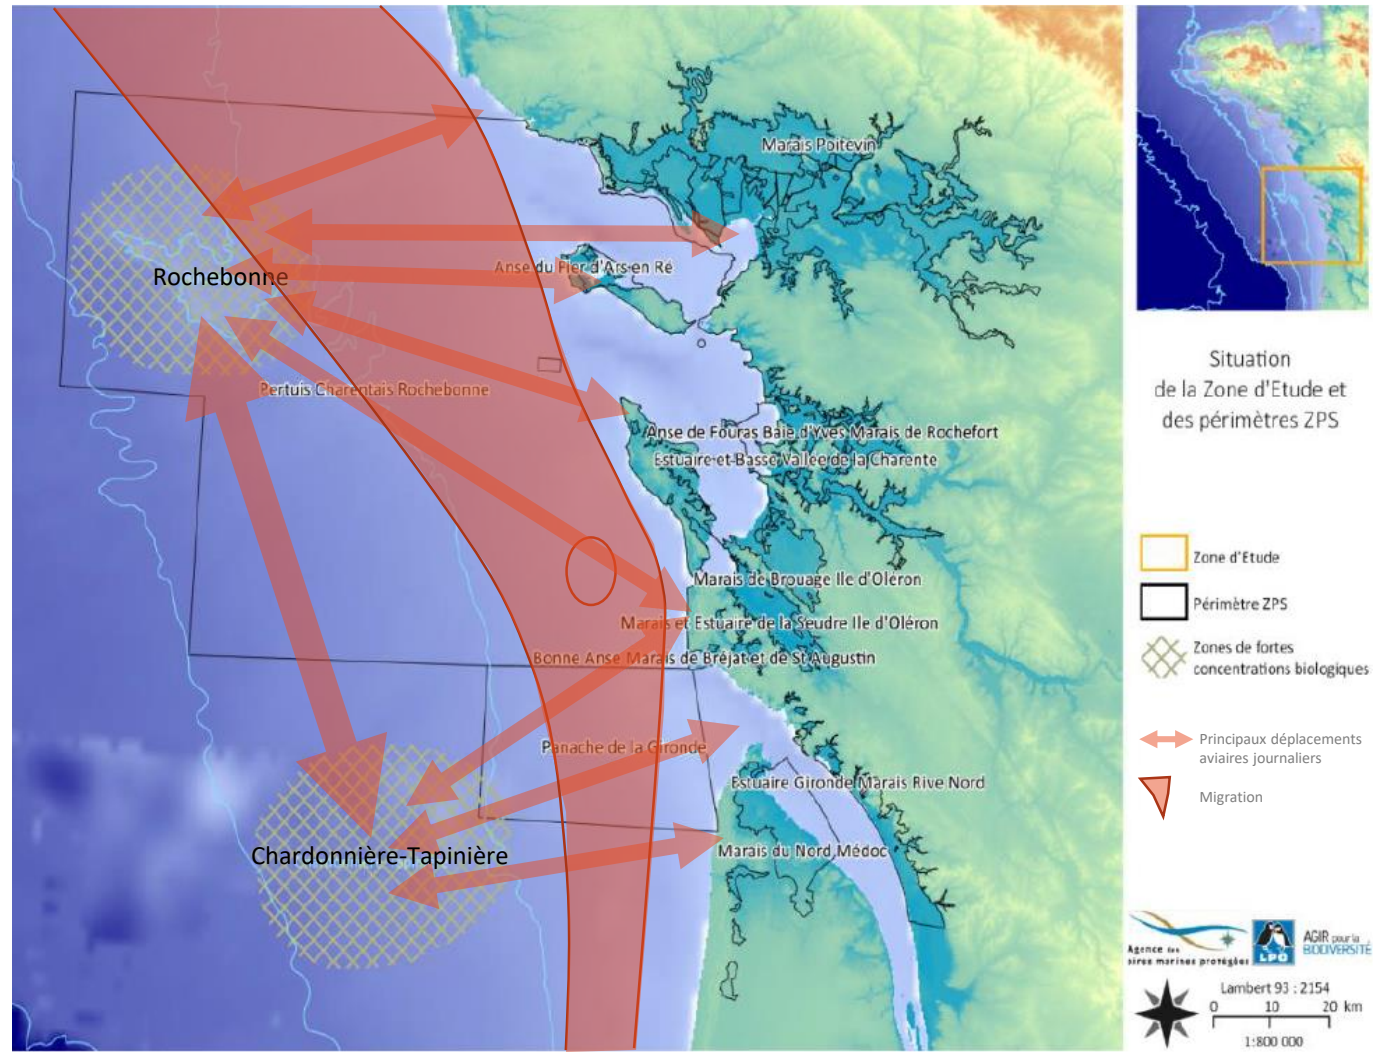 Marais Poitevin
Rochebonne
Anse du Fier d'Ars en Ré
Pertuis Charentais Rochebonne
Anse de Fouras Baie d'Yves Marais de Rochefort
Estuaire et Basse Vallée de la Charente
Marais de Brouage Ile d'Oléron
Marais et Estuaire de la Seudre Ile d'Oléron
Bonne Anse Marais de Bréjat et de St Augustin
Panache de la Gironde
Estuaire Gironde Marais Rive Nord
Chardonnière-Tapinière
Marais du Nord Médoc
Situation
de la Zone d'Etude et
des périmètres ZPS
Zone d'Etude
Périmètre ZPS
Zones de fortes
concentrations biologiques
Principaux déplacements
aviaires journaliers
Migration
Agence des
aires marines protégées
LPO
AGIR pour la
BIODIVERSITÉ
Lambert 93 : 2154
0 10 20 km
1:800 000